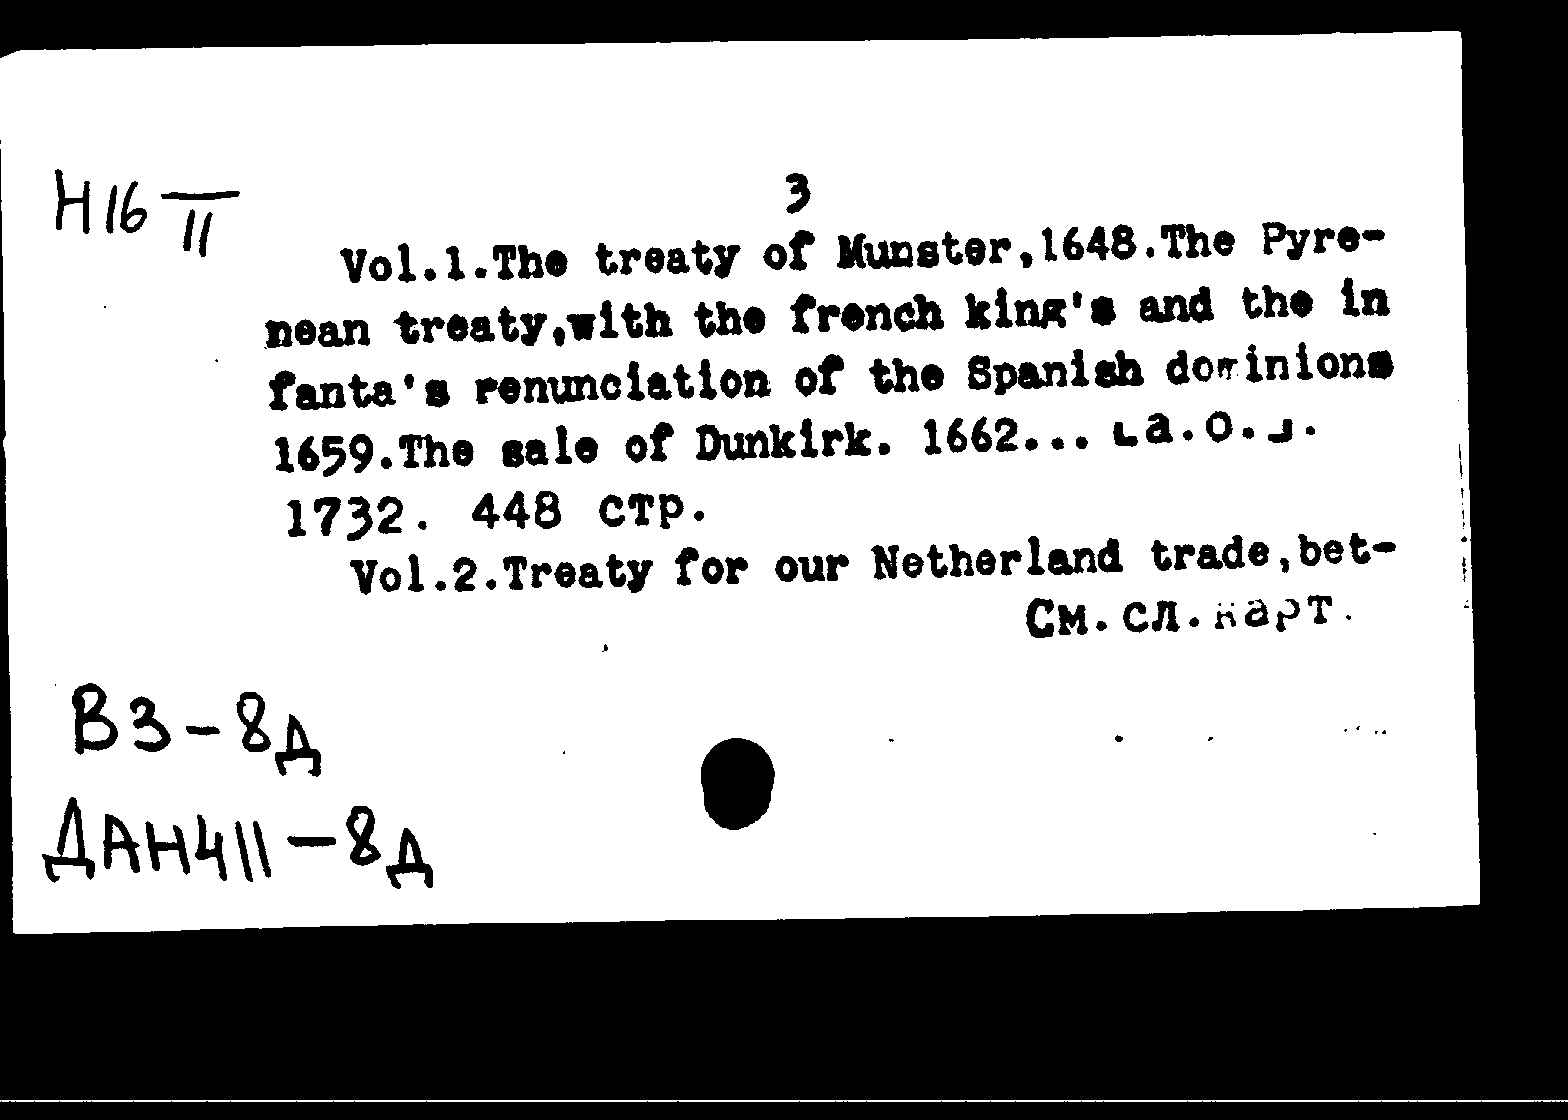 3
H16 —
II
Vol.1.The treaty of Munster,1648.The Pyre-
nean treaty,with the french king's and the in
fanta's renunciation of the Spanish dominions
1659.The sale of Dunkirk. 1662...
1732. 448 стр.
Vol.2.Treaty for our Netherland trade,bet-
См.сл.карт.
В3-8д
ДАН411-8д